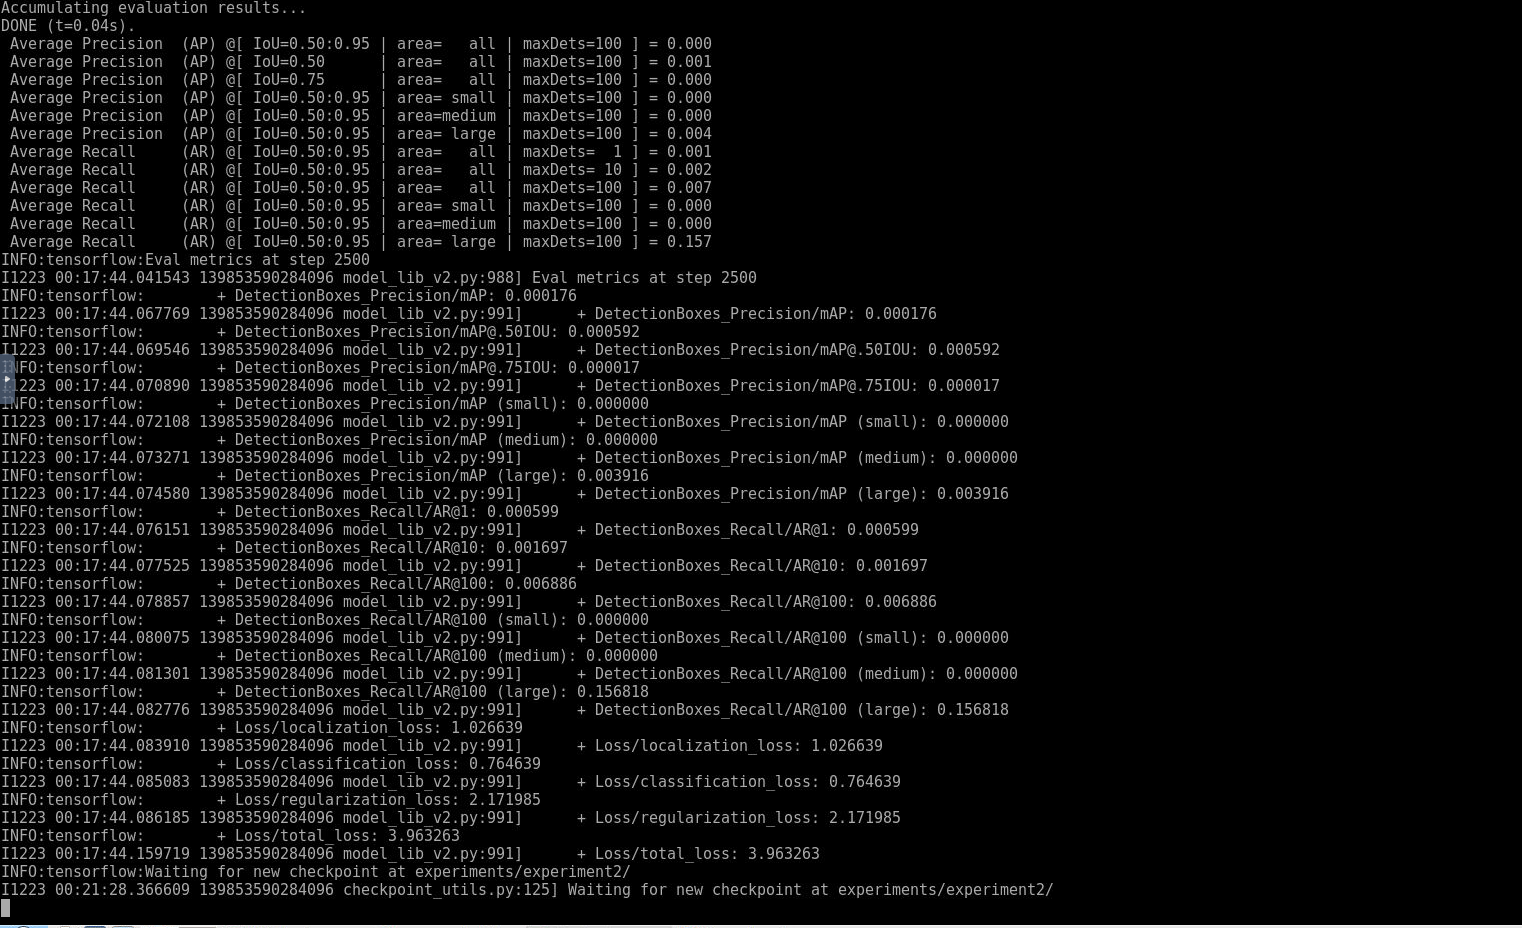 Accumulating evaluation results...
DONE (t=0.04s).
 Average Precision  (AP) @[ IoU=0.50:0.95 | area=   all | maxDets=100 ] = 0.000
 Average Precision  (AP) @[ IoU=0.50      | area=   all | maxDets=100 ] = 0.001
 Average Precision  (AP) @[ IoU=0.75      | area=   all | maxDets=100 ] = 0.000
 Average Precision  (AP) @[ IoU=0.50:0.95 | area= small | maxDets=100 ] = 0.000
 Average Precision  (AP) @[ IoU=0.50:0.95 | area=medium | maxDets=100 ] = 0.000
 Average Precision  (AP) @[ IoU=0.50:0.95 | area= large | maxDets=100 ] = 0.004
 Average Recall     (AR) @[ IoU=0.50:0.95 | area=   all | maxDets=  1 ] = 0.001
 Average Recall     (AR) @[ IoU=0.50:0.95 | area=   all | maxDets= 10 ] = 0.002
 Average Recall     (AR) @[ IoU=0.50:0.95 | area=   all | maxDets=100 ] = 0.007
 Average Recall     (AR) @[ IoU=0.50:0.95 | area= small | maxDets=100 ] = 0.000
 Average Recall     (AR) @[ IoU=0.50:0.95 | area=medium | maxDets=100 ] = 0.000
 Average Recall     (AR) @[ IoU=0.50:0.95 | area= large | maxDets=100 ] = 0.157
INFO:tensorflow:Eval metrics at step 2500
I1223 00:17:44.041543 139853590284096 model_lib_v2.py:988] Eval metrics at step 2500
INFO:tensorflow:        + DetectionBoxes_Precision/mAP: 0.000176
I1223 00:17:44.067769 139853590284096 model_lib_v2.py:991]      + DetectionBoxes_Precision/mAP: 0.000176
INFO:tensorflow:        + DetectionBoxes_Precision/mAP@.50IOU: 0.000592
I1223 00:17:44.069546 139853590284096 model_lib_v2.py:991]      + DetectionBoxes_Precision/mAP@.50IOU: 0.000592
INFO:tensorflow:        + DetectionBoxes_Precision/mAP@.75IOU: 0.000017
I1223 00:17:44.070890 139853590284096 model_lib_v2.py:991]      + DetectionBoxes_Precision/mAP@.75IOU: 0.000017
INFO:tensorflow:        + DetectionBoxes_Precision/mAP (small): 0.000000
I1223 00:17:44.072108 139853590284096 model_lib_v2.py:991]      + DetectionBoxes_Precision/mAP (small): 0.000000
INFO:tensorflow:        + DetectionBoxes_Precision/mAP (medium): 0.000000
I1223 00:17:44.073271 139853590284096 model_lib_v2.py:991]      + DetectionBoxes_Precision/mAP (medium): 0.000000
INFO:tensorflow:        + DetectionBoxes_Precision/mAP (large): 0.003916
I1223 00:17:44.074580 139853590284096 model_lib_v2.py:991]      + DetectionBoxes_Precision/mAP (large): 0.003916
INFO:tensorflow:        + DetectionBoxes_Recall/AR@1: 0.000599
I1223 00:17:44.076151 139853590284096 model_lib_v2.py:991]      + DetectionBoxes_Recall/AR@1: 0.000599
INFO:tensorflow:        + DetectionBoxes_Recall/AR@10: 0.001697
I1223 00:17:44.077525 139853590284096 model_lib_v2.py:991]      + DetectionBoxes_Recall/AR@10: 0.001697
INFO:tensorflow:        + DetectionBoxes_Recall/AR@100: 0.006886
I1223 00:17:44.078857 139853590284096 model_lib_v2.py:991]      + DetectionBoxes_Recall/AR@100: 0.006886
INFO:tensorflow:        + DetectionBoxes_Recall/AR@100 (small): 0.000000
I1223 00:17:44.080075 139853590284096 model_lib_v2.py:991]      + DetectionBoxes_Recall/AR@100 (small): 0.000000
INFO:tensorflow:        + DetectionBoxes_Recall/AR@100 (medium): 0.000000
I1223 00:17:44.081301 139853590284096 model_lib_v2.py:991]      + DetectionBoxes_Recall/AR@100 (medium): 0.000000
INFO:tensorflow:        + DetectionBoxes_Recall/AR@100 (large): 0.156818
I1223 00:17:44.082776 139853590284096 model_lib_v2.py:991]      + DetectionBoxes_Recall/AR@100 (large): 0.156818
INFO:tensorflow:        + Loss/localization_loss: 1.026639
I1223 00:17:44.083910 139853590284096 model_lib_v2.py:991]      + Loss/localization_loss: 1.026639
INFO:tensorflow:        + Loss/classification_loss: 0.764639
I1223 00:17:44.085083 139853590284096 model_lib_v2.py:991]      + Loss/classification_loss: 0.764639
INFO:tensorflow:        + Loss/regularization_loss: 2.171985
I1223 00:17:44.086185 139853590284096 model_lib_v2.py:991]      + Loss/regularization_loss: 2.171985
INFO:tensorflow:        + Loss/total_loss: 3.963263
I1223 00:17:44.159719 139853590284096 model_lib_v2.py:991]      + Loss/total_loss: 3.963263
INFO:tensorflow:Waiting for new checkpoint at experiments/experiment2/
I1223 00:21:28.366609 139853590284096 checkpoint_utils.py:125] Waiting for new checkpoint at experiments/experiment2/